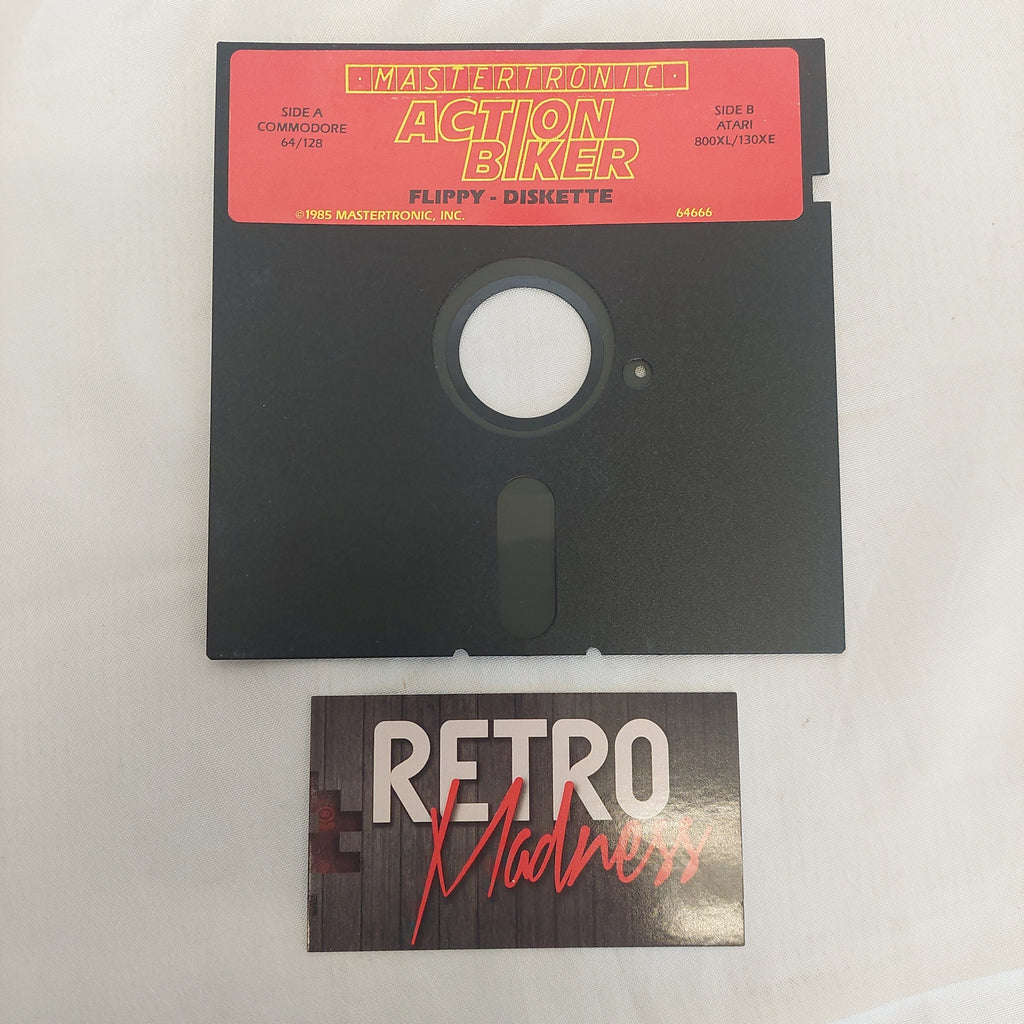 ·MASTERTRONIC·
SIDE A
COMMODORE
64/128
ACTION
BIKER
SIDE B
ATARI
800XL/130XE
FLIPPY - DISKETTE
©1985 MASTERTRONIC, INC.
64666
RETRO
Madness